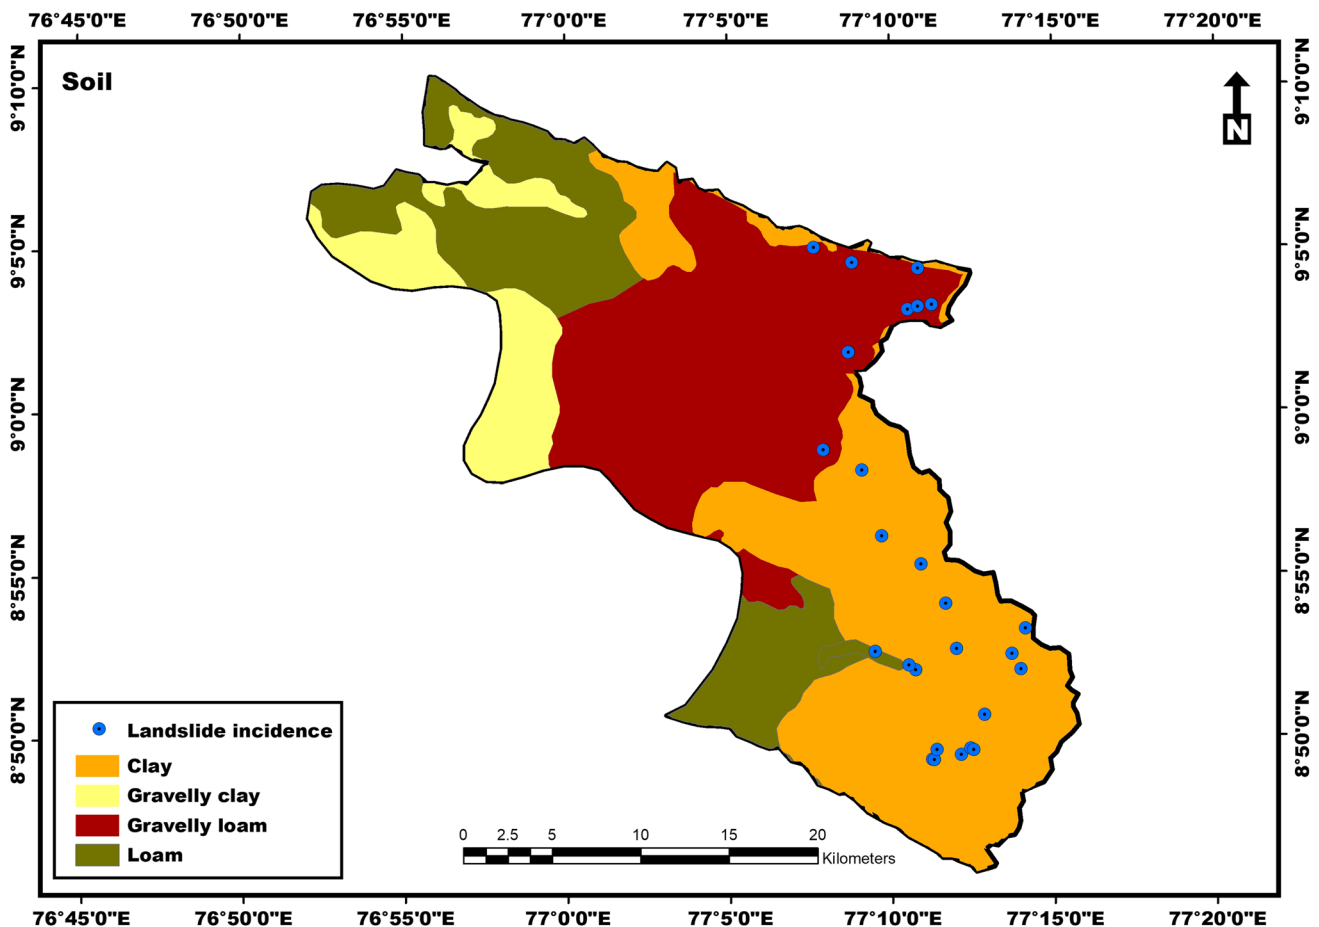 76°45'0"E 76°50'0"E 76°55'0"E 77°0'0"E 77°5'0"E 77°10'0"E 77°15'0"E 77°20'0"E
Soil
N
9°10'0"N 9°10'0"N
9°5'0"N 9°5'0"N
9°0'0"N 9°0'0"N
8°55'0"N 8°55'0"N
8°50'0"N 8°50'0"N
Landslide incidence
Clay
Gravelly clay
Gravelly loam
Loam
0 2.5 5 10 15 20
Kilometers
76°45'0"E 76°50'0"E 76°55'0"E 77°0'0"E 77°5'0"E 77°10'0"E 77°15'0"E 77°20'0"E